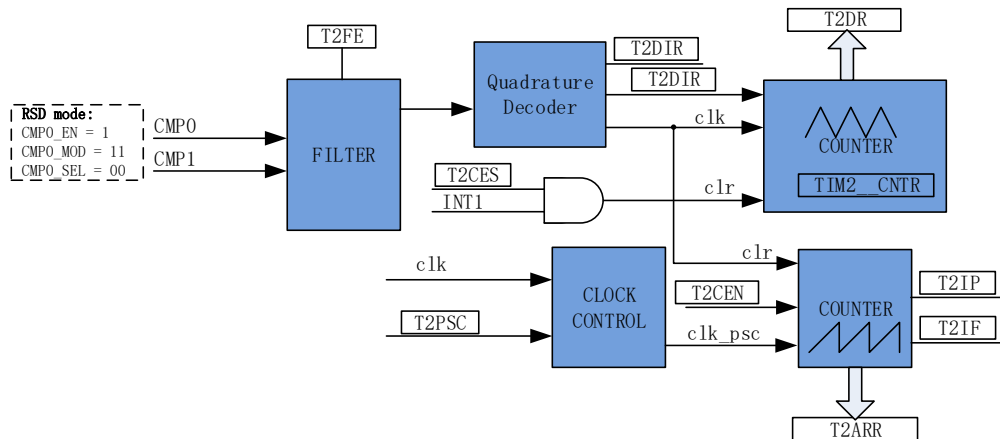 T2DR
T2FE
T2DIR
Quadrature
Decoder
T2DIR
RSD mode:
CMP0_EN = 1
CMP0_MOD = 11
CMP0_SEL = 00
CMP0
CMP1
FILTER
clk
COUNTER
TIM2__CNTR
T2CES
INT1
clr
clk
T2PSC
CLOCK
CONTROL
clr
T2CEN
clk_psc
COUNTER
T2IP
T2IF
T2ARR